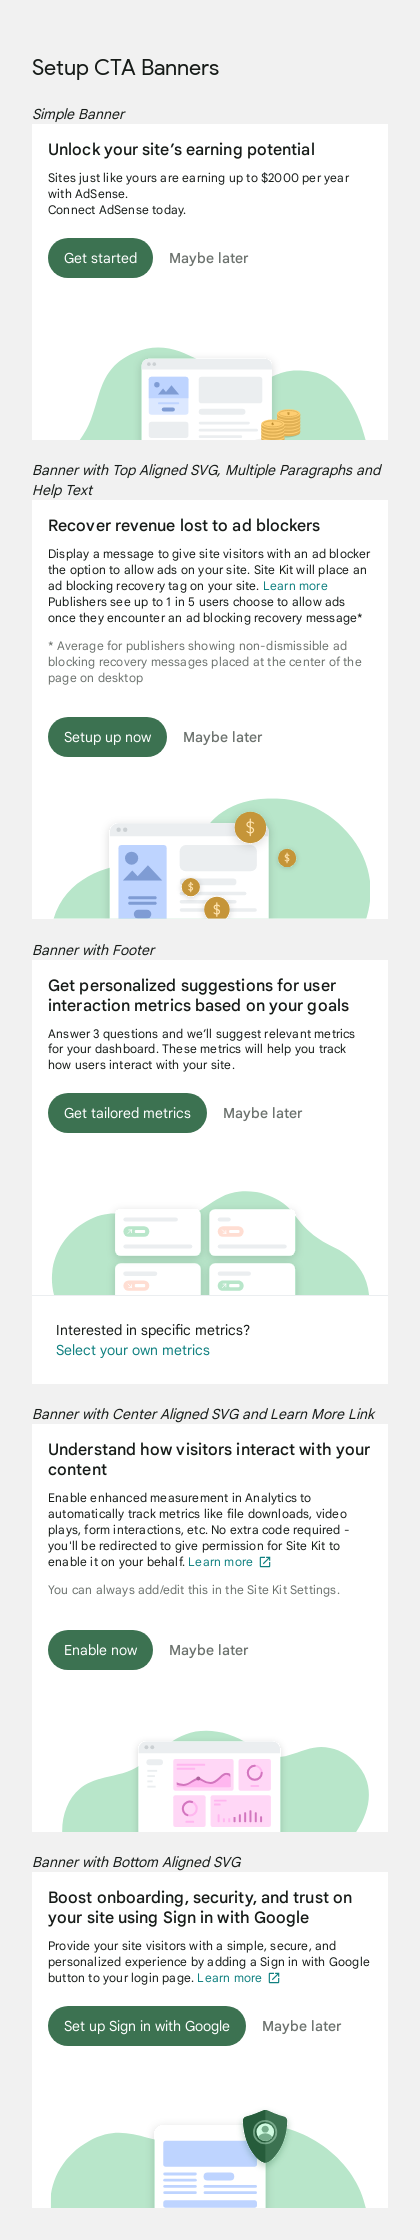 Setup CTA Banners
Simple Banner
Unlock your site's earning potential
Sites just like yours are earning up to $2000 per year
with AdSense.
Connect AdSense today.
Get started
Maybe later
Banner with Top Aligned SVG, Multiple Paragraphs and
Help Text
Recover revenue lost to ad blockers
Display a message to give site visitors with an ad blocker
the option to allow ads on your site. Site Kit will place an
ad blocking recovery tag on your site. Learn more
Publishers see up to 1 in 5 users choose to allow ads
once they encounter an ad blocking recovery message*
* Average for publishers showing non-dismissible ad
blocking recovery messages placed at the center of the
page on desktop
Setup up now
Maybe later
$
$
$
$
Banner with Footer
Get personalized suggestions for user
interaction metrics based on your goals
Answer 3 questions and we'll suggest relevant metrics
for your dashboard. These metrics will help you track
how users interact with your site.
Get tailored metrics
Maybe later
Interested in specific metrics?
Select your own metrics
Banner with Center Aligned SVG and Learn More Link
Understand how visitors interact with your
content
Enable enhanced measurement in Analytics to
automatically track metrics like file downloads, video
plays, form interactions, etc. No extra code required -
you'll be redirected to give permission for Site Kit to
enable it on your behalf. Learn more
You can always add/edit this in the Site Kit Settings.
Enable now
Maybe later
Banner with Bottom Aligned SVG
Boost onboarding, security, and trust on
your site using Sign in with Google
Provide your site visitors with a simple, secure, and
personalized experience by adding a Sign in with Google
button to your login page. Learn more
Set up Sign in with Google
Maybe later